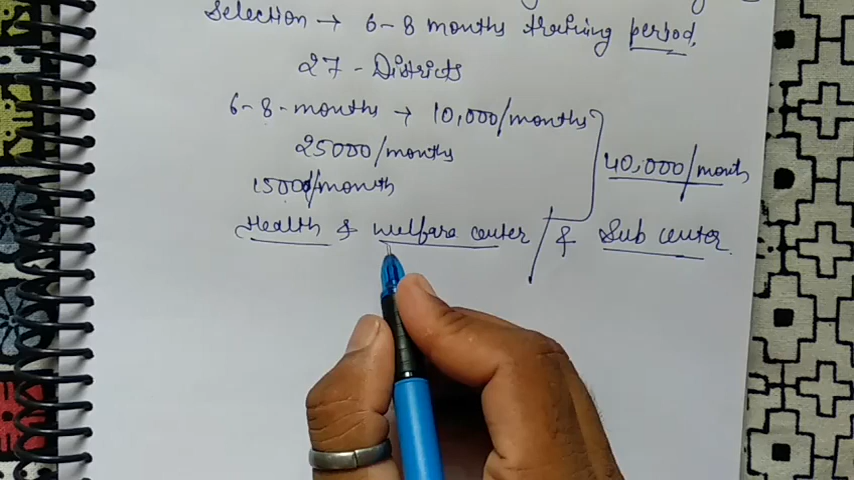 Selection → 6-8 months training period.
27 - Districts
6-8-months → 10,000/months
25000/months
40,000/month
15000/month
Health & welfare center / & Sub center.